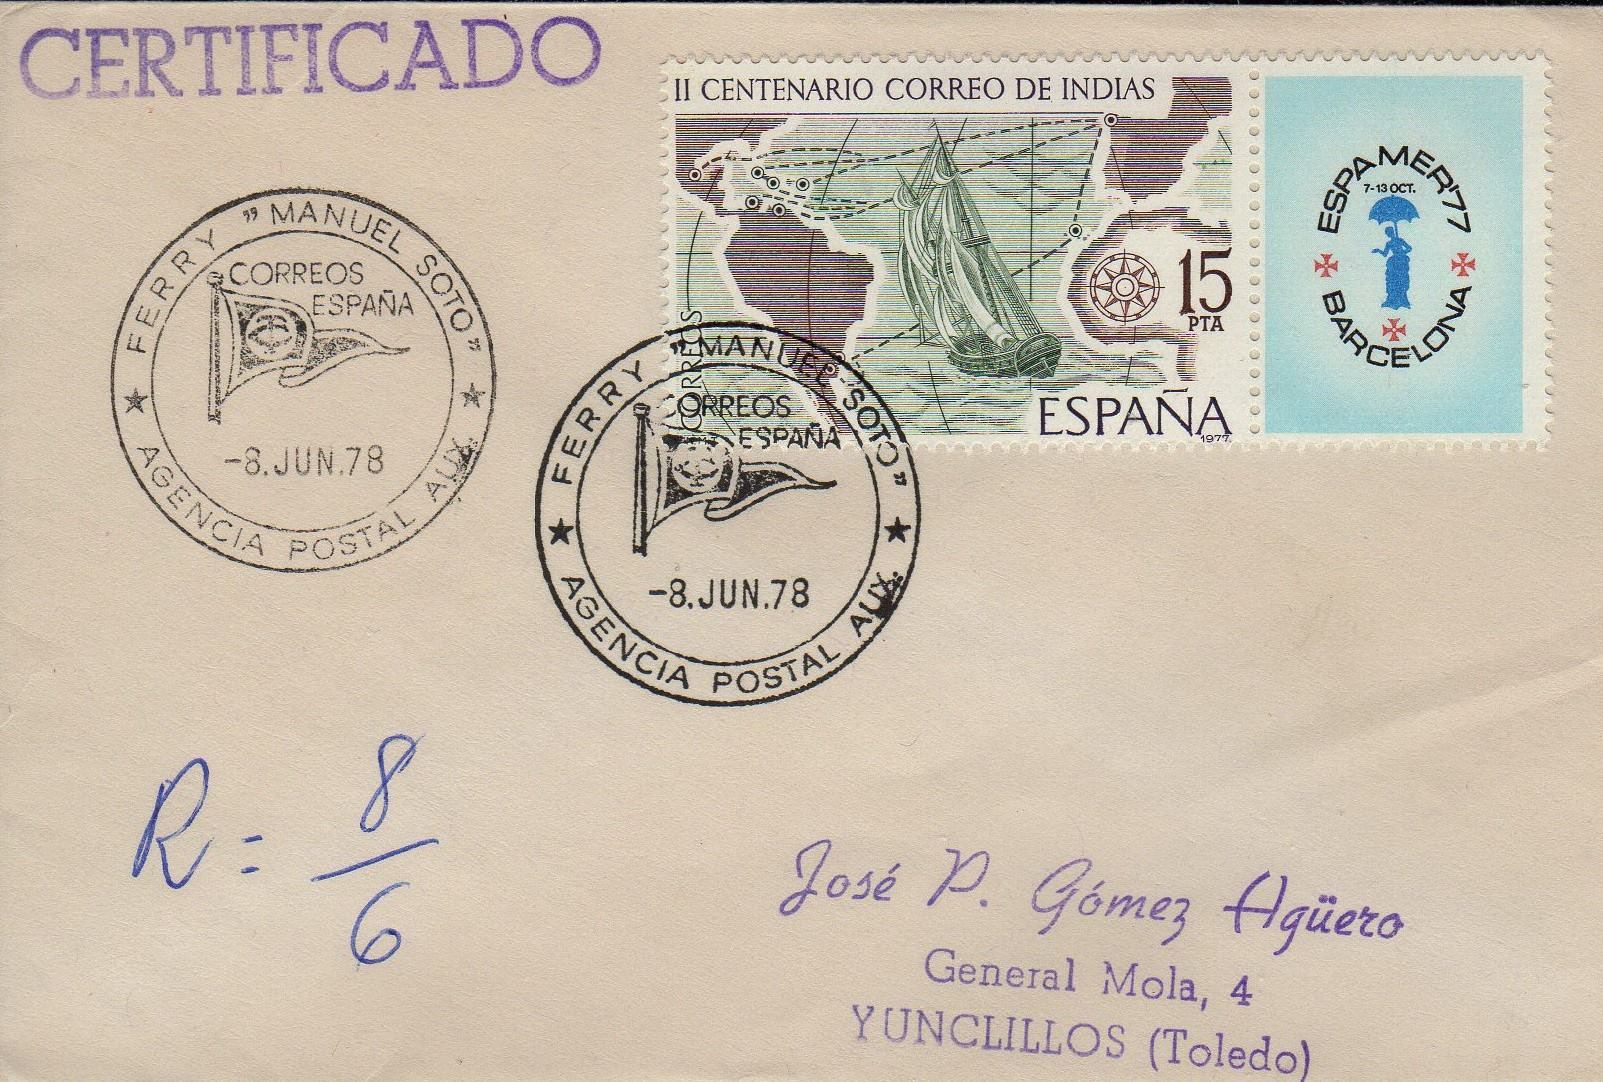 CERTIFICADO
II CENTENARIO CORREO DE INDIAS
CORREOS
15
PTA
ESPAÑA
1977
ESPAMER'77
7-13 OCT.
BARCELONA
FERRY "MANUEL SOTO"
CORREOS
ESPAÑA
-8.JUN.78
AGENCIA POSTAL AUX.
FERRY "MANUEL SOTO"
CORREOS
ESPAÑA
-8.JUN.78
AGENCIA POSTAL AUX.
R = 8/6
José P. Gómez Agüero
General Mola, 4
YUNCLILLOS (Toledo)